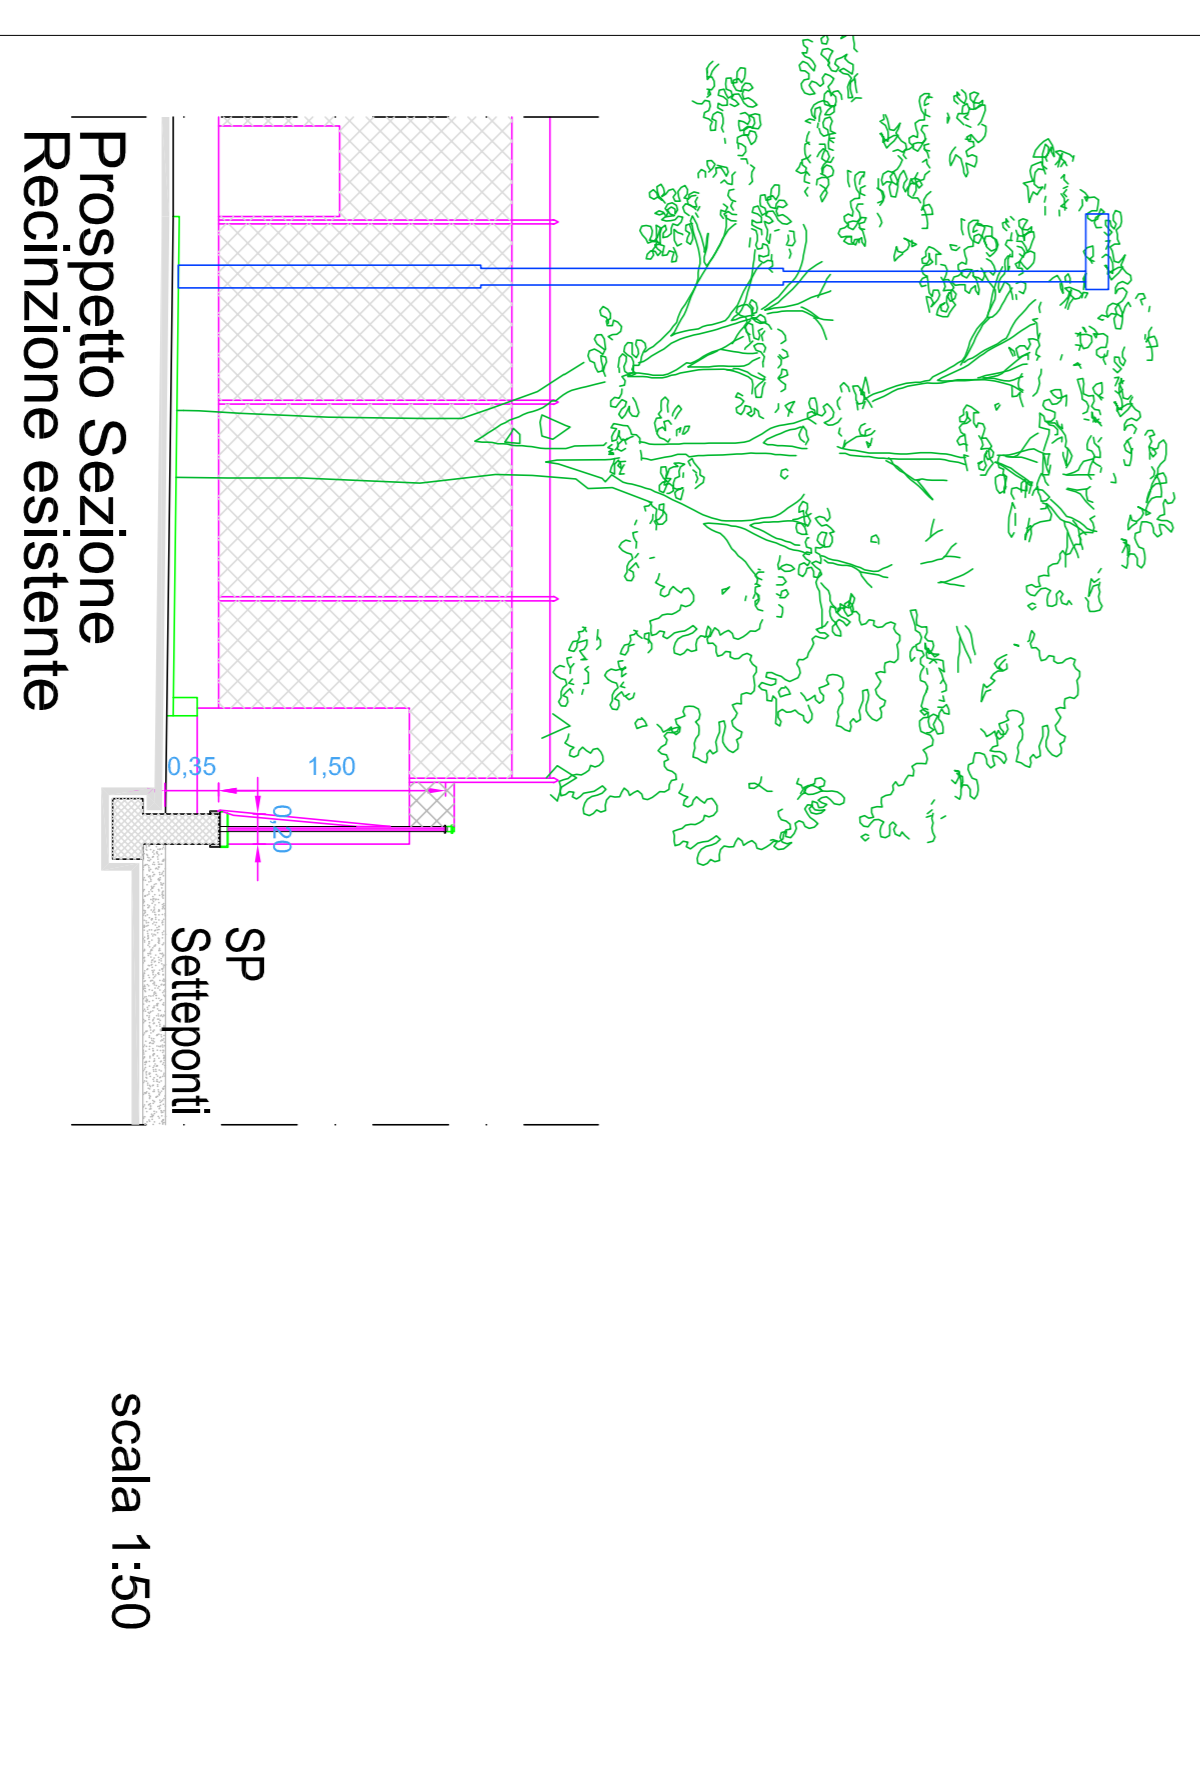 0,35
1,50
0,20
SP
Setteponti
Prospetto Sezione
Recinzione esistente
scala 1:50